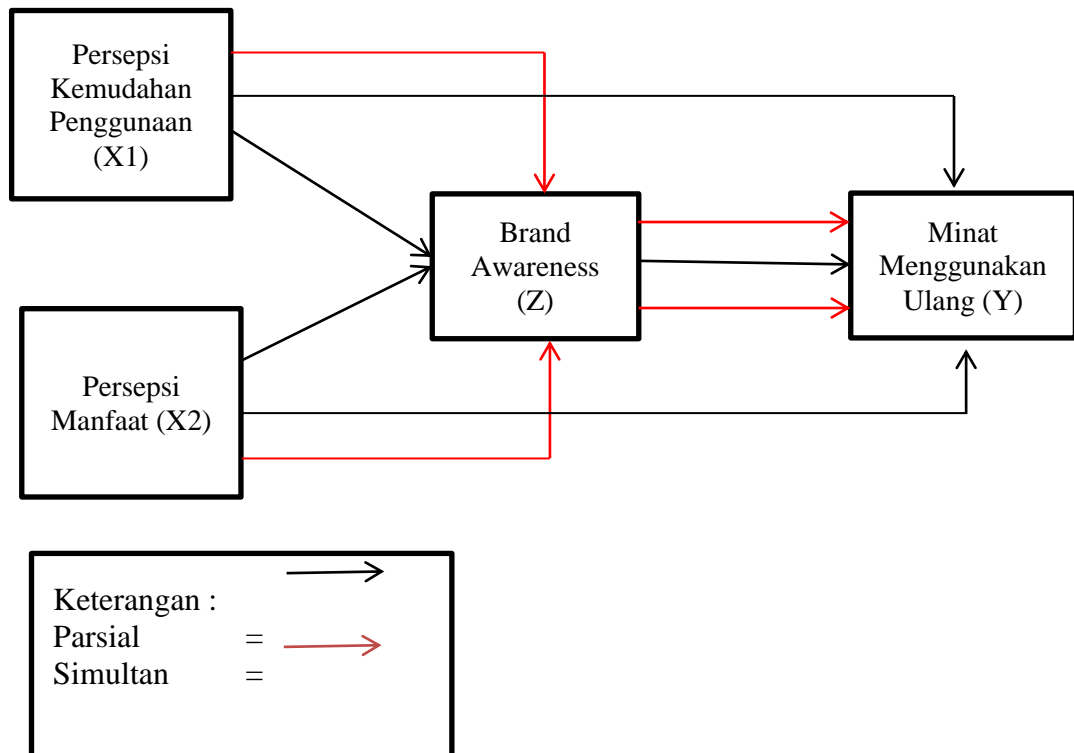 Persepsi
Kemudahan
Penggunaan
(X1)
Brand
Awareness
(Z)
Minat
Menggunakan
Ulang (Y)
Persepsi
Manfaat (X2)
Keterangan :
Parsial =
Simultan =